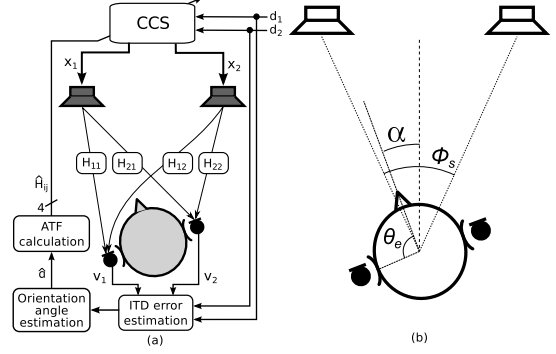 CCS
d₁
d₂
x₁
x₂
H₁₁
H₂₁
H₁₂
H₂₂
Ĥᵢⱼ
4
ATF
calculation
â
v₁
v₂
Orientation
angle
estimation
ITD error
estimation
(a)
α
Φₛ
θₑ
(b)